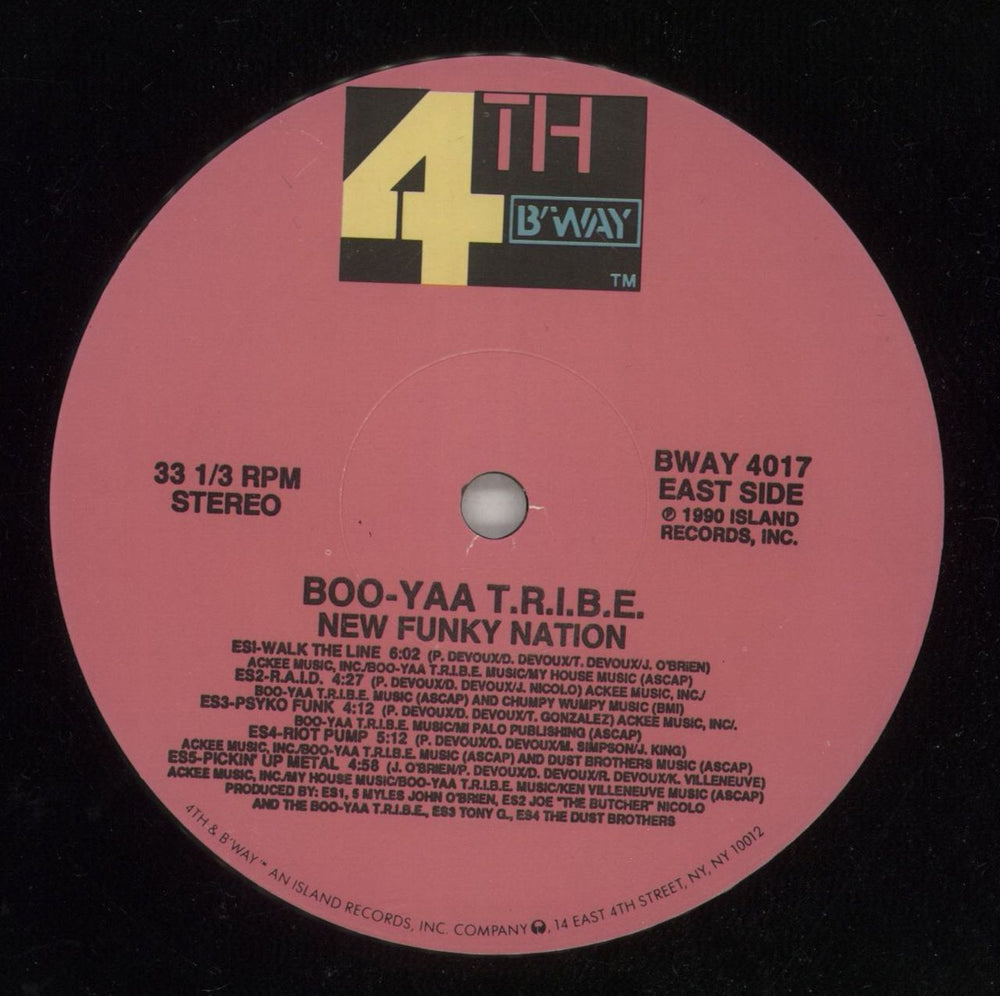 4TH
B'WAY
TM
33 1/3 RPM
STEREO
BWAY 4017
EAST SIDE
℗ 1990 ISLAND
RECORDS, INC.
BOO-YAA T.R.I.B.E.
NEW FUNKY NATION
ES1-WALK THE LINE 6:02 (P. DEVOUX/D. DEVOUX/T. DEVOUX/J. O'BRIEN)
ACKEE MUSIC, INC./BOO-YAA T.R.I.B.E. MUSIC/MY HOUSE MUSIC (ASCAP)
ES2-R.A.I.D. 4:27 (P. DEVOUX/D. DEVOUX/J. NICOLO) ACKEE MUSIC, INC./
BOO-YAA T.R.I.B.E. MUSIC (ASCAP) AND CHUMPY WUMPY MUSIC (BMI)
ES3-PSYKO FUNK 4:12 (P. DEVOUX/D. DEVOUX/T. GONZALEZ) ACKEE MUSIC, INC/.
BOO-YAA T.R.I.B.E. MUSIC/MI PALO PUBLISHING (ASCAP)
ES4-RIOT PUMP 5:12 (P. DEVOUX/D. DEVOUX/M. SIMPSON/J. KING)
ACKEE MUSIC, INC./BOO-YAA T.R.I.B.E. MUSIC (ASCAP) AND DUST BROTHERS MUSIC (ASCAP)
ES5-PICKIN' UP METAL 4:58 (J. O'BRIEN/P. DEVOUX/D. DEVOUX/R. DEVOUX/K. VILLENEUVE)
ACKEE MUSIC, INC./MY HOUSE MUSIC/BOO-YAA T.R.I.B.E. MUSIC/KEN VILLENEUVE MUSIC (ASCAP)
PRODUCED BY: ES1, 5 MYLES JOHN O'BRIEN, ES2 JOE "THE BUTCHER" NICOLO
AND THE BOO-YAA T.R.I.B.E., ES3 TONY G., ES4 THE DUST BROTHERS
4TH & B'WAY™ AN ISLAND RECORDS, INC. COMPANY, 14 EAST 4TH STREET, NY, NY 10012